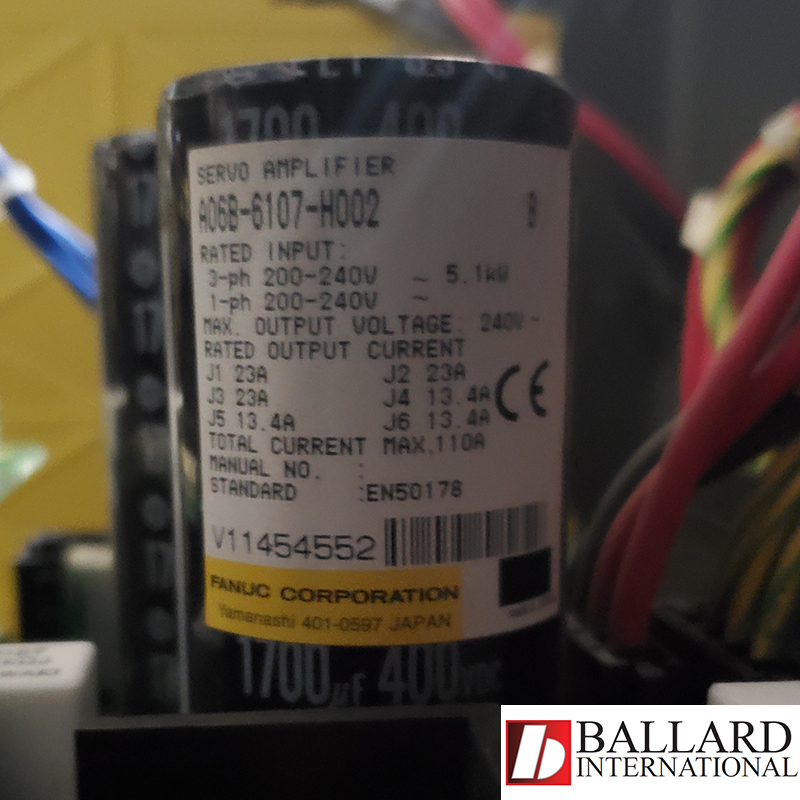 1700 400
SERVO AMPLIFIER
A06B-6107-H002 B
RATED INPUT:
3-ph 200-240V ~ 5.1kW
1-ph 200-240V ~
MAX. OUTPUT VOLTAGE: 240V~
RATED OUTPUT CURRENT
J1 23A J2 23A
J3 23A J4 13.4A
J5 13.4A J6 13.4A
CE
TOTAL CURRENT MAX.110A
MANUAL NO. :
STANDARD :EN50178
V11454552
FANUC CORPORATION
Yamanashi 401-0597 JAPAN
1700μF 400VDC
17
17
17
BALLARD
INTERNATIONAL